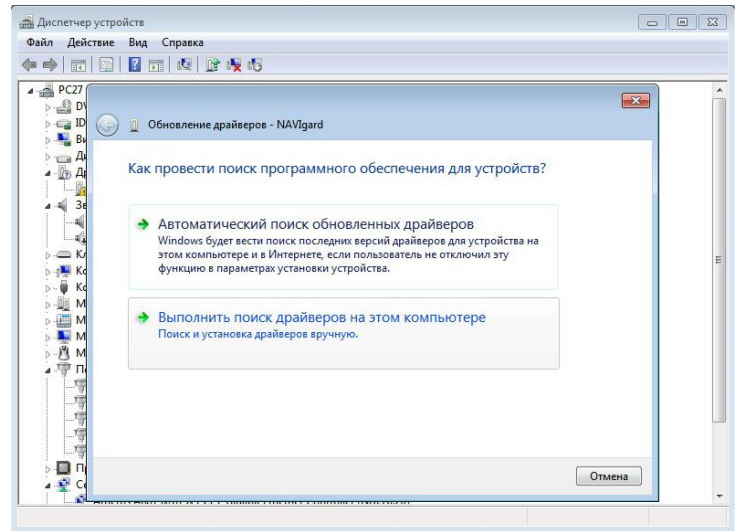 Диспетчер устройств
Файл Действие Вид Справка
PC27
Обновление драйверов - NAVIgard
Как провести поиск программного обеспечения для устройств?
Автоматический поиск обновленных драйверов
Windows будет вести поиск последних версий драйверов для устройства на
этом компьютере и в Интернете, если пользователь не отключил эту
функцию в параметрах установки устройства.
Выполнить поиск драйверов на этом компьютере
Поиск и установка драйверов вручную.
Отмена